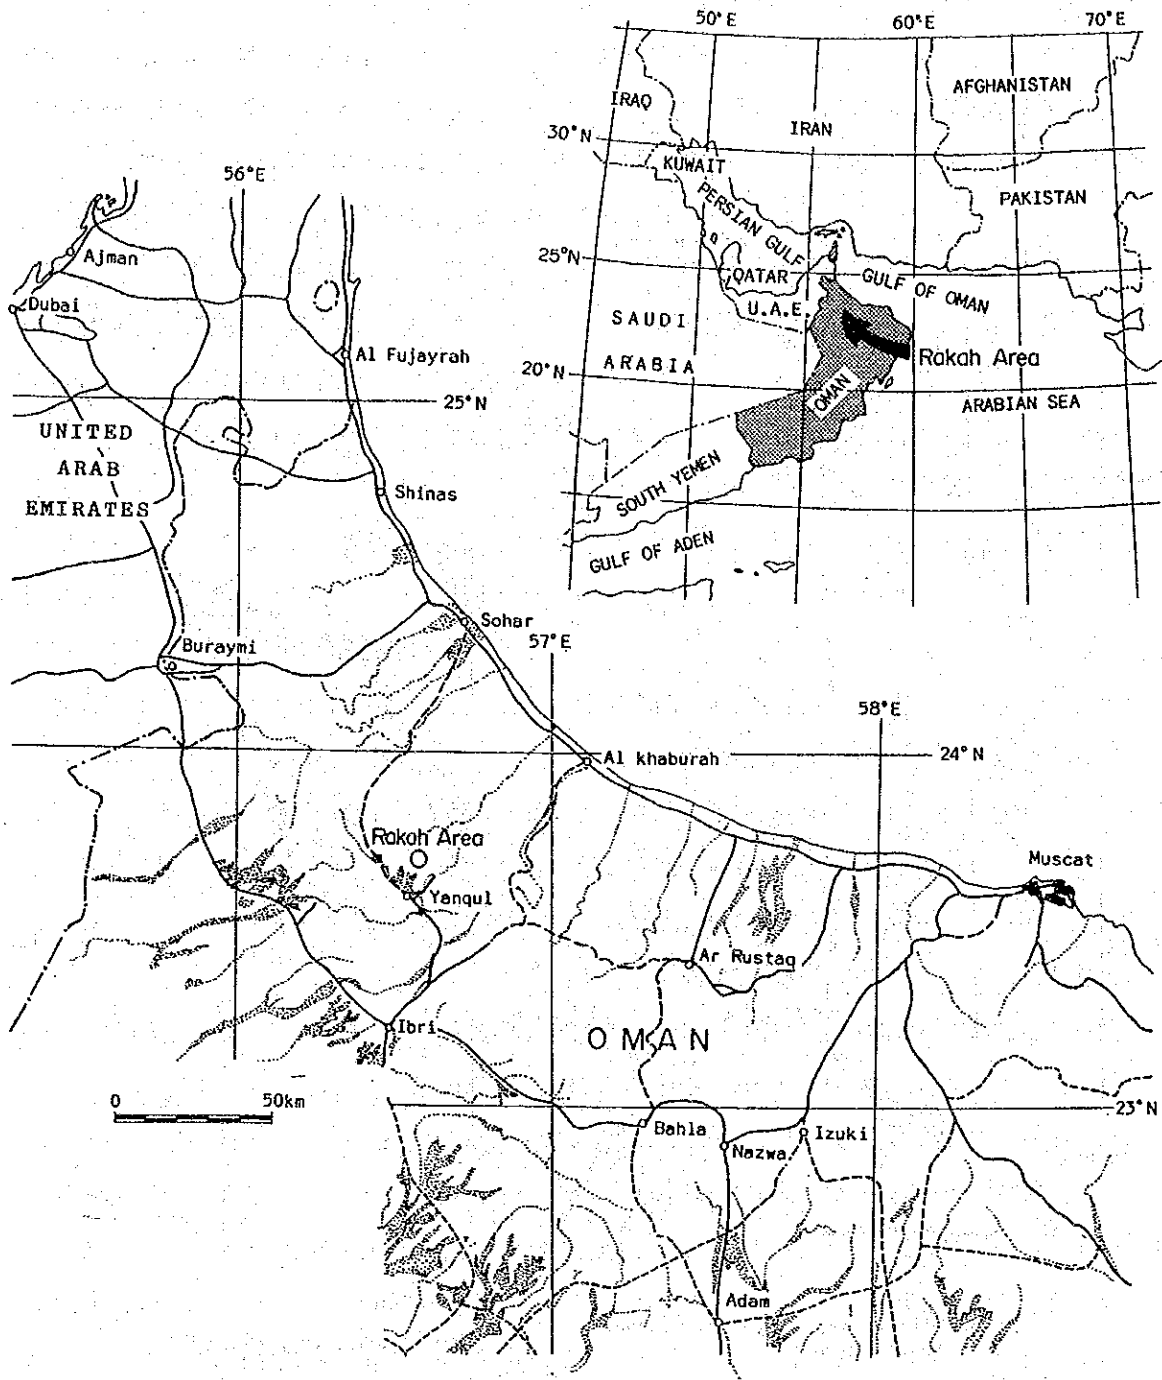 50°E 60°E 70°E
AFGHANISTAN
IRAQ
IRAN
30°N
KUWAIT
PAKISTAN
PERSIAN GULF
25°N
QATAR
GULF OF OMAN
U.A.E.
SAUDI
ARABIA
Rakah Area
20°N
OMAN
ARABIAN SEA
SOUTH YEMEN
GULF OF ADEN
56°E
Ajman
Dubai
Al Fujayrah
25°N
UNITED
ARAB
EMIRATES
Shinas
Sohar
57°E
Buraymi
58°E
Al khaburah
24°N
Rakah Area
Muscat
Yanqul
Ar Rustaq
Ibri
OMAN
0 50km
23°N
Bahla
Izuki
Nazwa
Adam